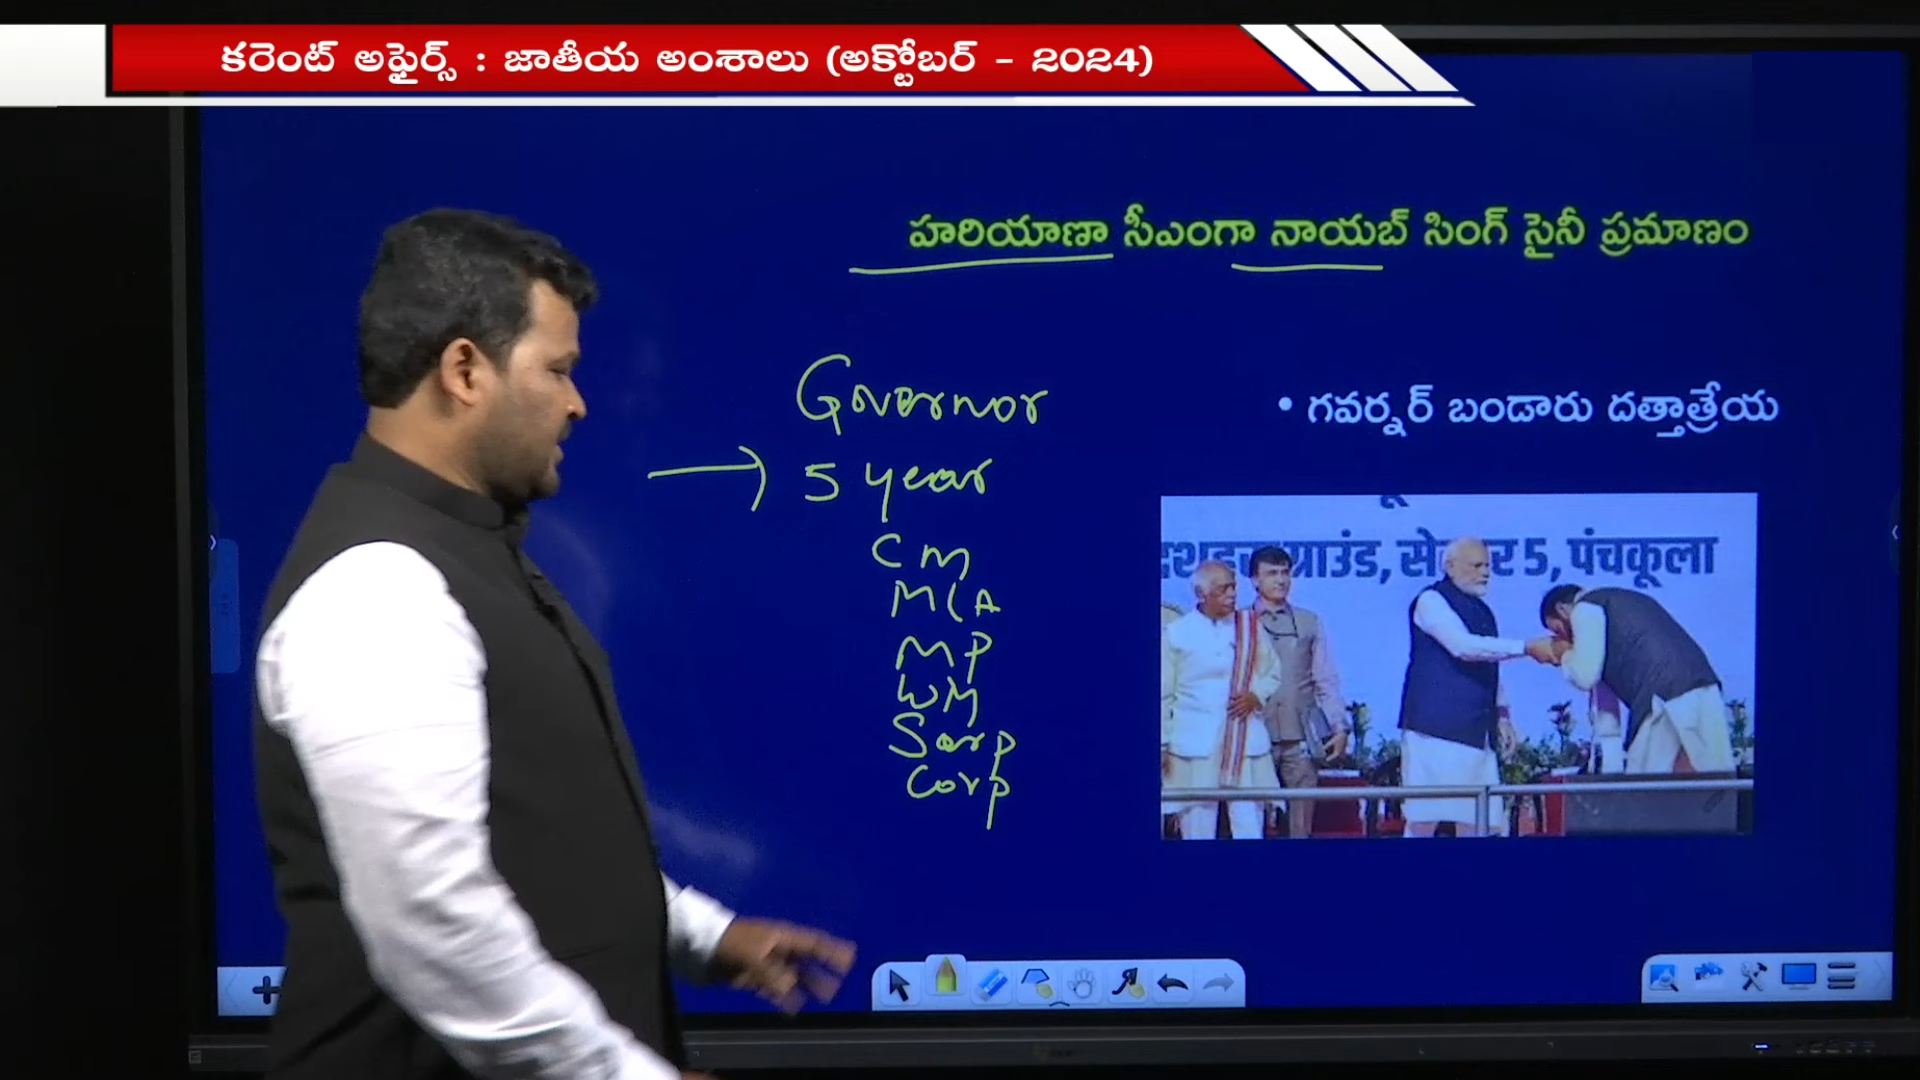 కరెంట్ అఫైర్స్ : జాతీయ అంశాలు (అక్టోబర్ - 2024)
హరియాణా సీఎంగా నాయబ్ సింగ్ సైనీ ప్రమాణం
• గవర్నర్ బండారు దత్తాత్రేయ
Governor
→ 5 year
CM
MLA
MP
WM
Sarp
Corp
ग्राउंड, से 5, पंचकूला